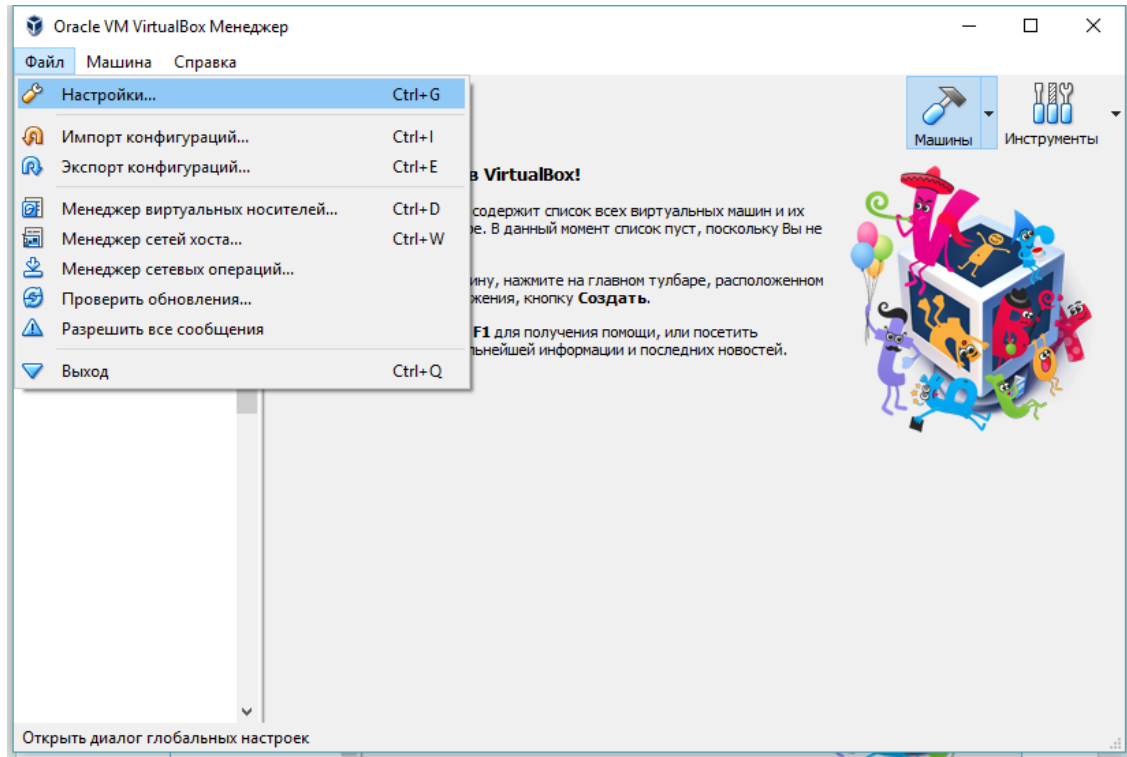 Oracle VM VirtualBox Менеджер
Файл Машина Справка
Настройки... Ctrl+G
Импорт конфигураций... Ctrl+I
Экспорт конфигураций... Ctrl+E
Менеджер виртуальных носителей... Ctrl+D
Менеджер сетей хоста... Ctrl+W
Менеджер сетевых операций...
Проверить обновления...
Разрешить все сообщения
Выход Ctrl+Q
Машины Инструменты
в VirtualBox!
содержит список всех виртуальных машин и их
ре. В данный момент список пуст, поскольку Вы не
ину, нажмите на главном тулбаре, расположенном
жения, кнопку Создать.
F1 для получения помощи, или посетить
льнейшей информации и последних новостей.
Открыть диалог глобальных настроек